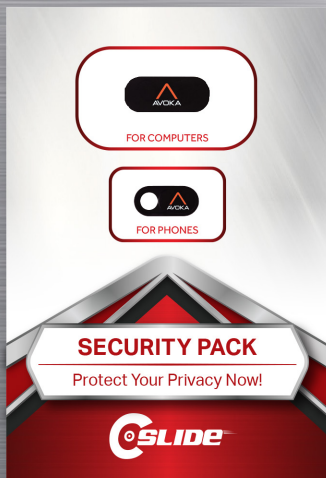 AVOKA
FOR COMPUTERS
AVOKA
FOR PHONES
SECURITY PACK
Protect Your Privacy Now!
CSLIDE